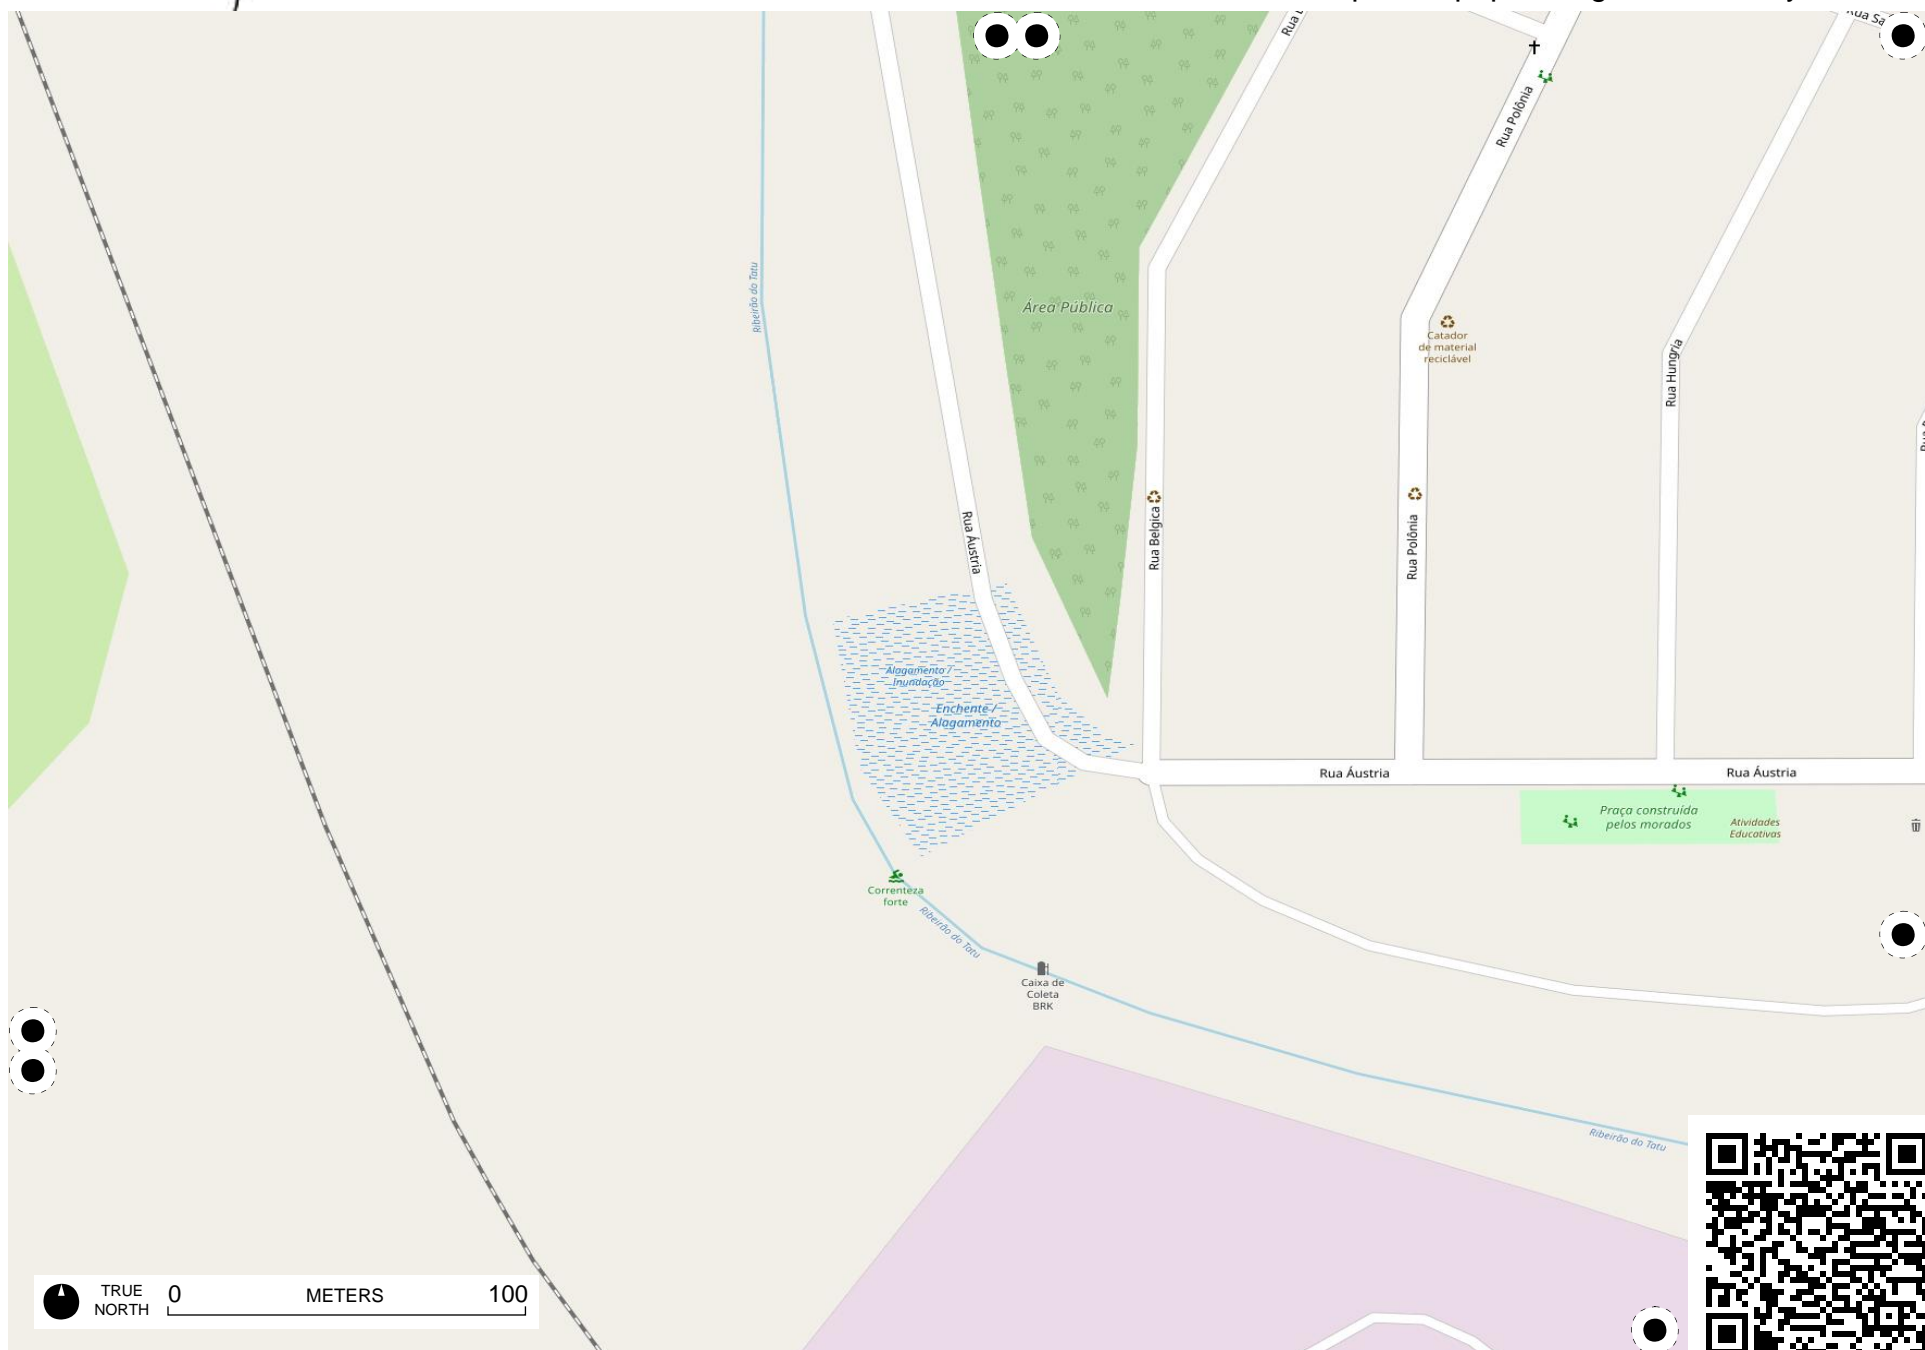 Rua Polônia
Ribeirão do Tatu
Área Pública
Catador
de material
reciclável
Rua Hungria
Rua Áustria
Rua Belgica
Rua Polônia
Alagamento /
Inundação
Enchente /
Alagamento
Rua Áustria
Rua Áustria
Praça construída
pelos morados
Atividades
Educativas
Correnteza
forte
Ribeirão do Tatu
Caixa de
Coleta
BRK
Ribeirão do Tatu
TRUE
NORTH
0
METERS
100